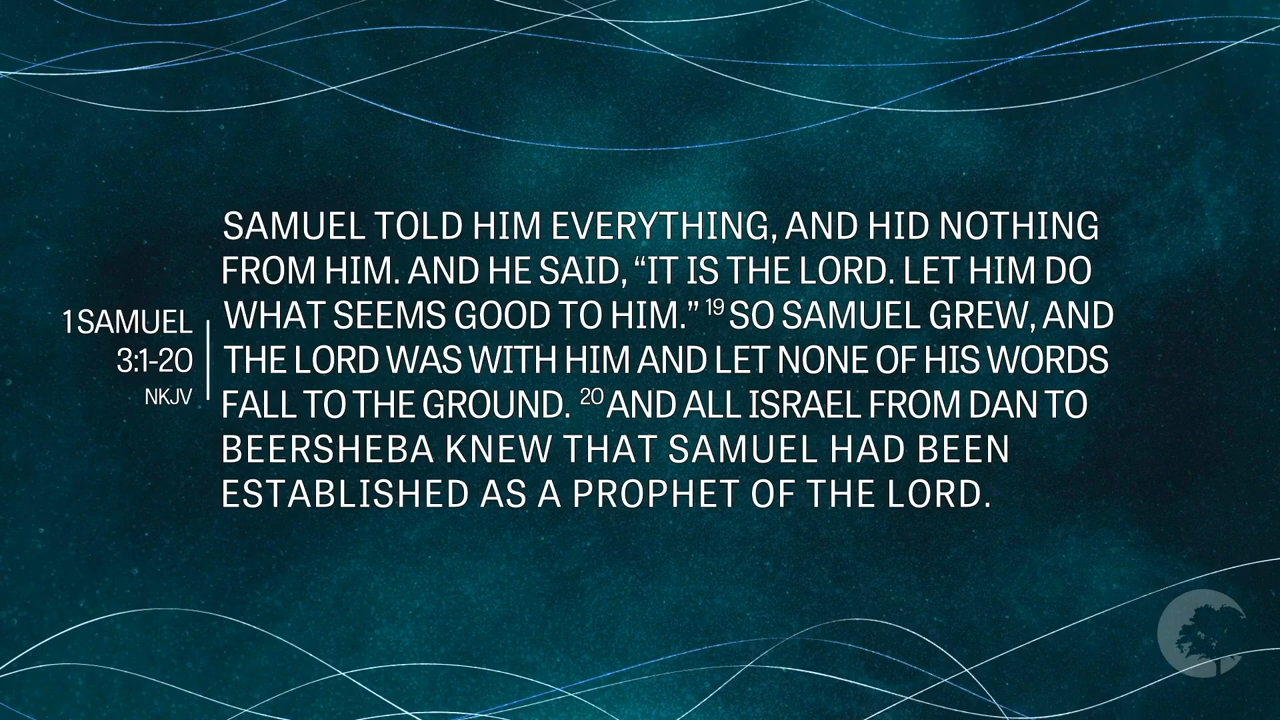 1 SAMUEL
3:1-20
NKJV
SAMUEL TOLD HIM EVERYTHING, AND HID NOTHING
FROM HIM. AND HE SAID, “IT IS THE LORD. LET HIM DO
WHAT SEEMS GOOD TO HIM.” 19 SO SAMUEL GREW, AND
THE LORD WAS WITH HIM AND LET NONE OF HIS WORDS
FALL TO THE GROUND. 20 AND ALL ISRAEL FROM DAN TO
BEERSHEBA KNEW THAT SAMUEL HAD BEEN
ESTABLISHED AS A PROPHET OF THE LORD.